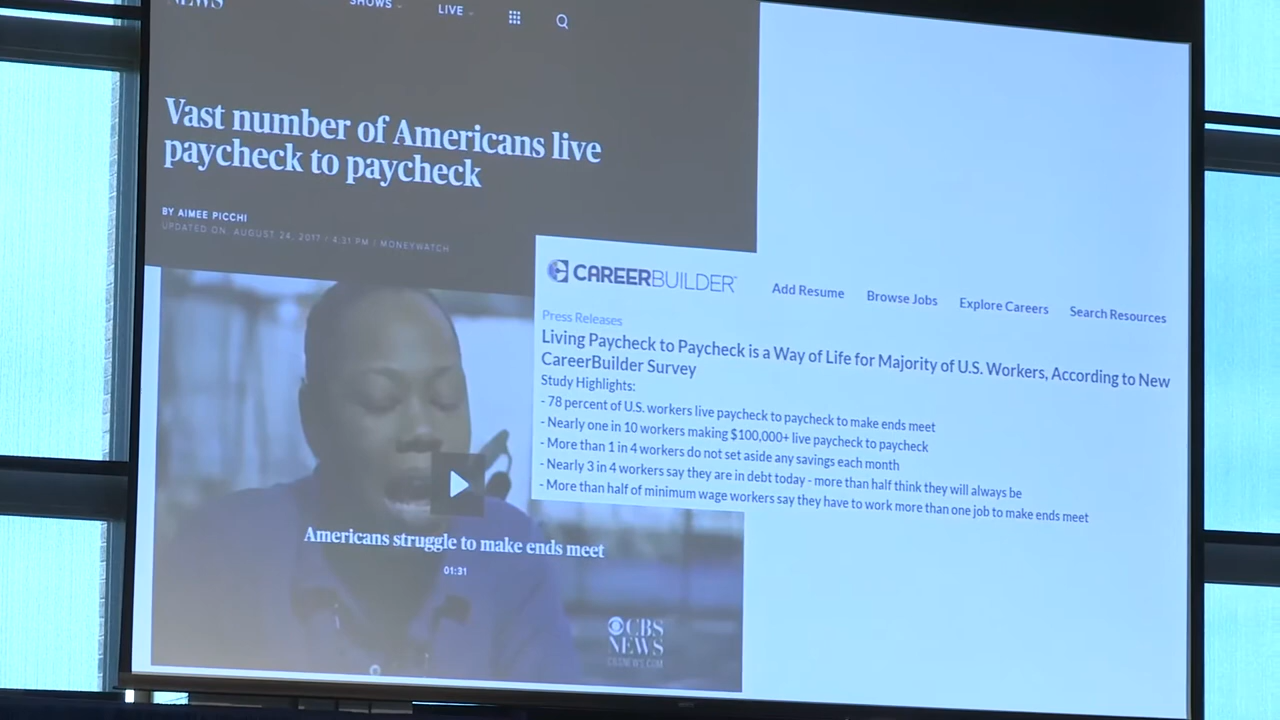 NEWS
SHOWS
LIVE
Vast number of Americans live
paycheck to paycheck
BY AIMEE PICCHI
UPDATED ON: AUGUST 24, 2017 / 4:31 PM / MONEYWATCH
CAREERBUILDER
Add Resume
Browse Jobs
Explore Careers
Search Resources
Press Releases
Living Paycheck to Paycheck is a Way of Life for Majority of U.S. Workers, According to New
CareerBuilder Survey
Study Highlights:
- 78 percent of U.S. workers live paycheck to paycheck to make ends meet
- Nearly one in 10 workers making $100,000+ live paycheck to paycheck
- More than 1 in 4 workers do not set aside any savings each month
- Nearly 3 in 4 workers say they are in debt today - more than half think they will always be
- More than half of minimum wage workers say they have to work more than one job to make ends meet
Americans struggle to make ends meet
01:31
CBS
NEWS
CBSNEWS.COM